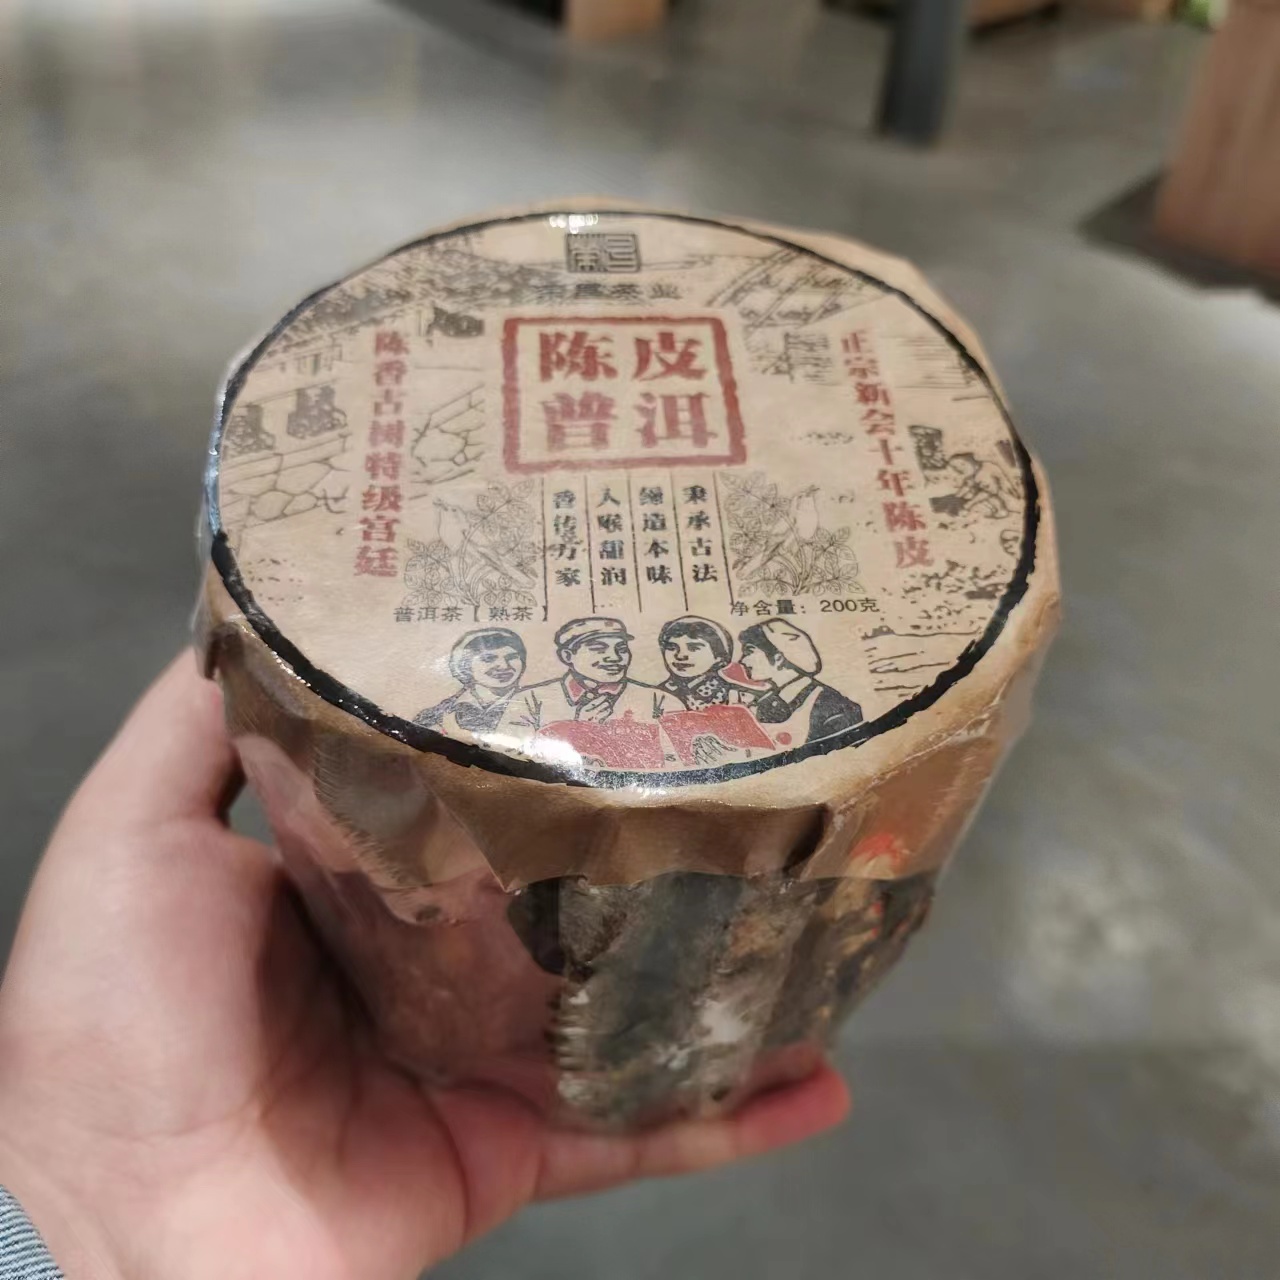 陈皮
普洱
正宗新会十年陈皮
陈香古树特级宫廷
秉承古法
缔造本味
入喉甜润
香传万家
普洱茶【熟茶】
净含量：200克